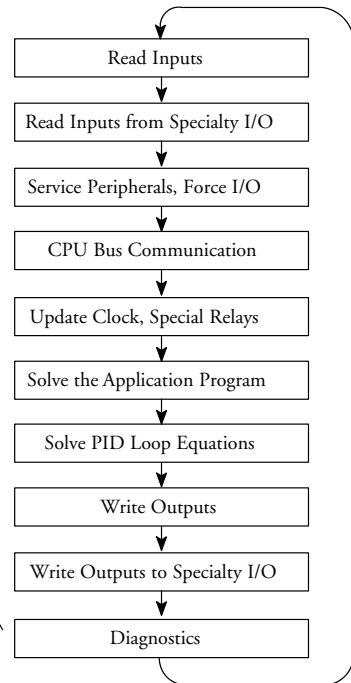 Read Inputs
Read Inputs from Specialty I/O
Service Peripherals, Force I/O
CPU Bus Communication
Update Clock, Special Relays
Solve the Application Program
Solve PID Loop Equations
Write Outputs
Write Outputs to Specialty I/O
Diagnostics